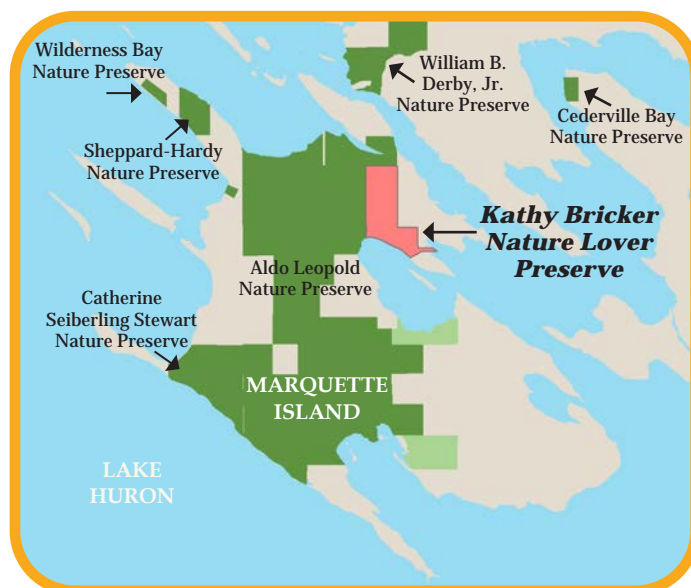 Wilderness Bay
Nature Preserve
William B.
Derby, Jr.
Nature Preserve
Cederville Bay
Nature Preserve
Sheppard-Hardy
Nature Preserve
Kathy Bricker
Nature Lover
Preserve
Aldo Leopold
Nature Preserve
Catherine
Seiberling Stewart
Nature Preserve
MARQUETTE
ISLAND
LAKE
HURON